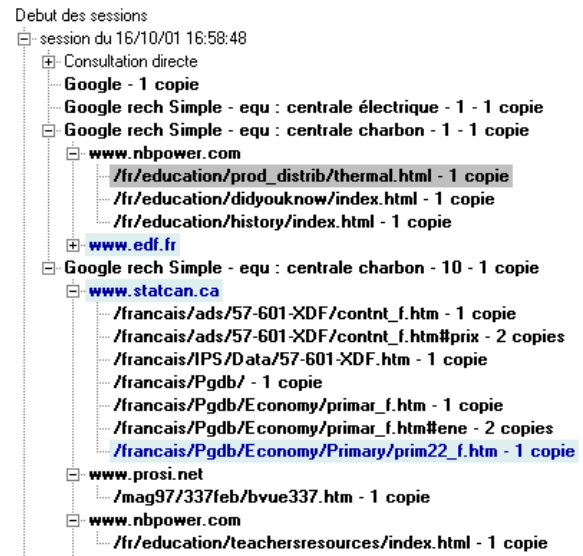 Debut des sessions
session du 16/10/01 16:58:48
Consultation directe
Google - 1 copie
Google rech Simple - equ : centrale électrique - 1 - 1 copie
Google rech Simple - equ : centrale charbon - 1 - 1 copie
www.nbpower.com
/fr/education/prod_distrib/thermal.html - 1 copie
/fr/education/didyouknow/index.html - 1 copie
/fr/education/history/index.html - 1 copie
www.edf.fr
Google rech Simple - equ : centrale charbon - 10 - 1 copie
www.statcan.ca
/francais/ads/57-601-XDF/contnt_f.htm - 1 copie
/francais/ads/57-601-XDF/contnt_f.htm#prix - 2 copies
/francais/IPS/Data/57-601-XDF.htm - 1 copie
/francais/Pgdb/ - 1 copie
/francais/Pgdb/Economy/primar_f.htm - 1 copie
/francais/Pgdb/Economy/primar_f.htm#ene - 2 copies
/francais/Pgdb/Economy/Primary/prim22_f.htm - 1 copie
www.prosi.net
/mag97/337feb/bvue337.htm - 1 copie
www.nbpower.com
/fr/education/teachersresources/index.html - 1 copie